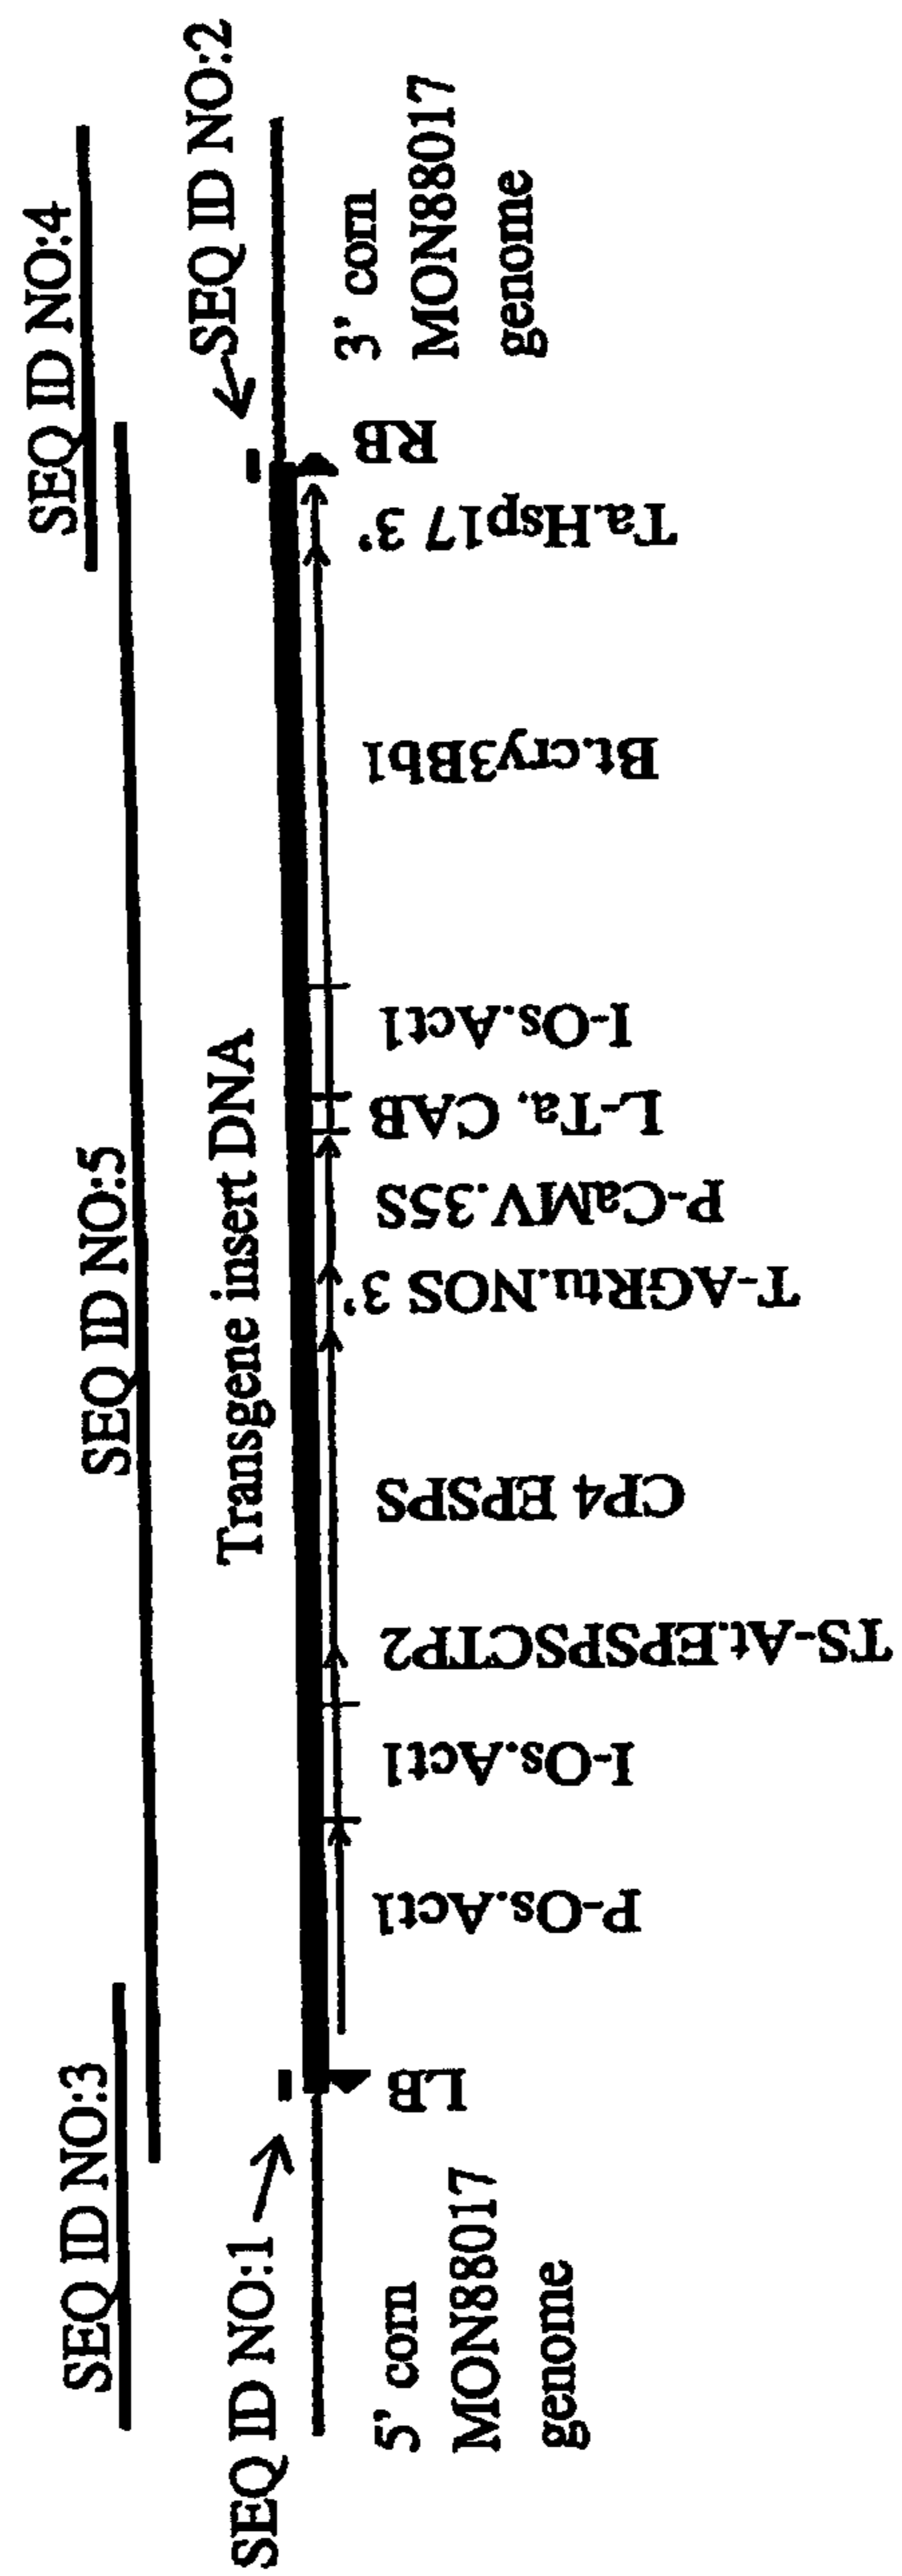 SEQ ID NO:3
SEQ ID NO:5
SEQ ID NO:4
SEQ ID NO:1
Transgene insert DNA
SEQ ID NO:2
5' corn
MON88017
genome
LB
P-Os.Act1
I-Os.Act1
TS-At.EPSPSCTP2
CP4 EPSPS
T-AGRtu.NOS 3'
P-CaMV.35S
L-Ta. CAB
I-Os.Act1
Bt.cry3Bb1
Ta.Hsp17 3'
RB
3' corn
MON88017
genome